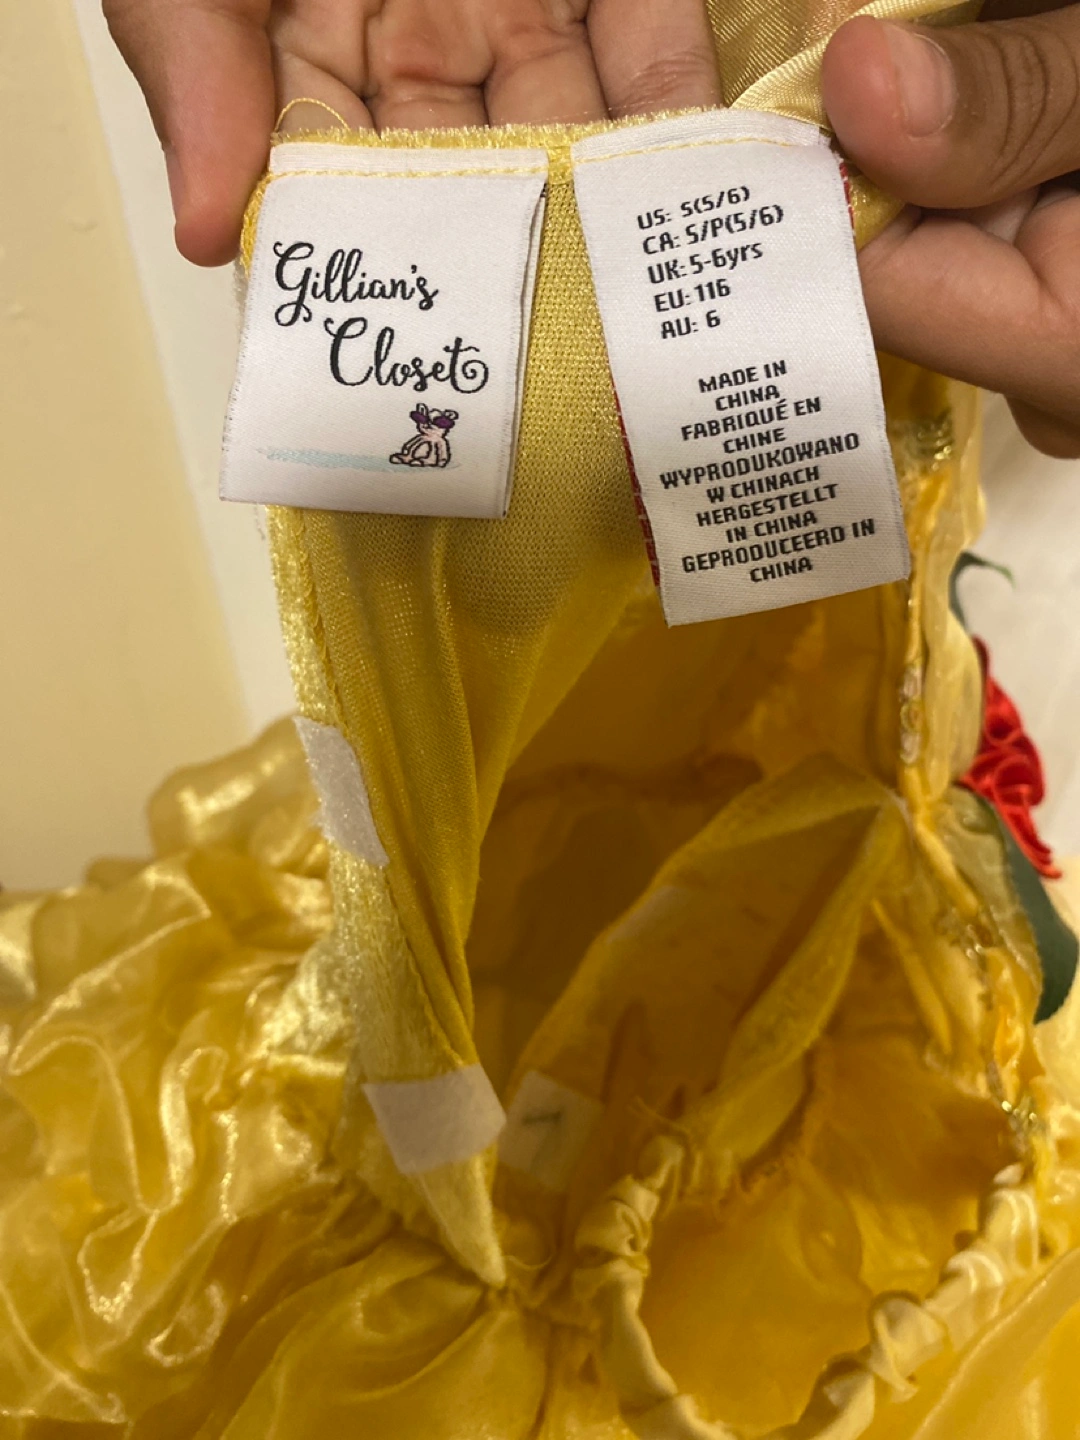 Gillian's
Closet
US: S(5/6)
CA: S/P(5/6)
UK: 5-6yrs
EU: 116
AU: 6
MADE IN
CHINA
FABRIQUÉ EN
CHINE
WYPRODUKOWANO
W CHINACH
HERGESTELLT
IN CHINA
GEPRODUCEERD IN
CHINA